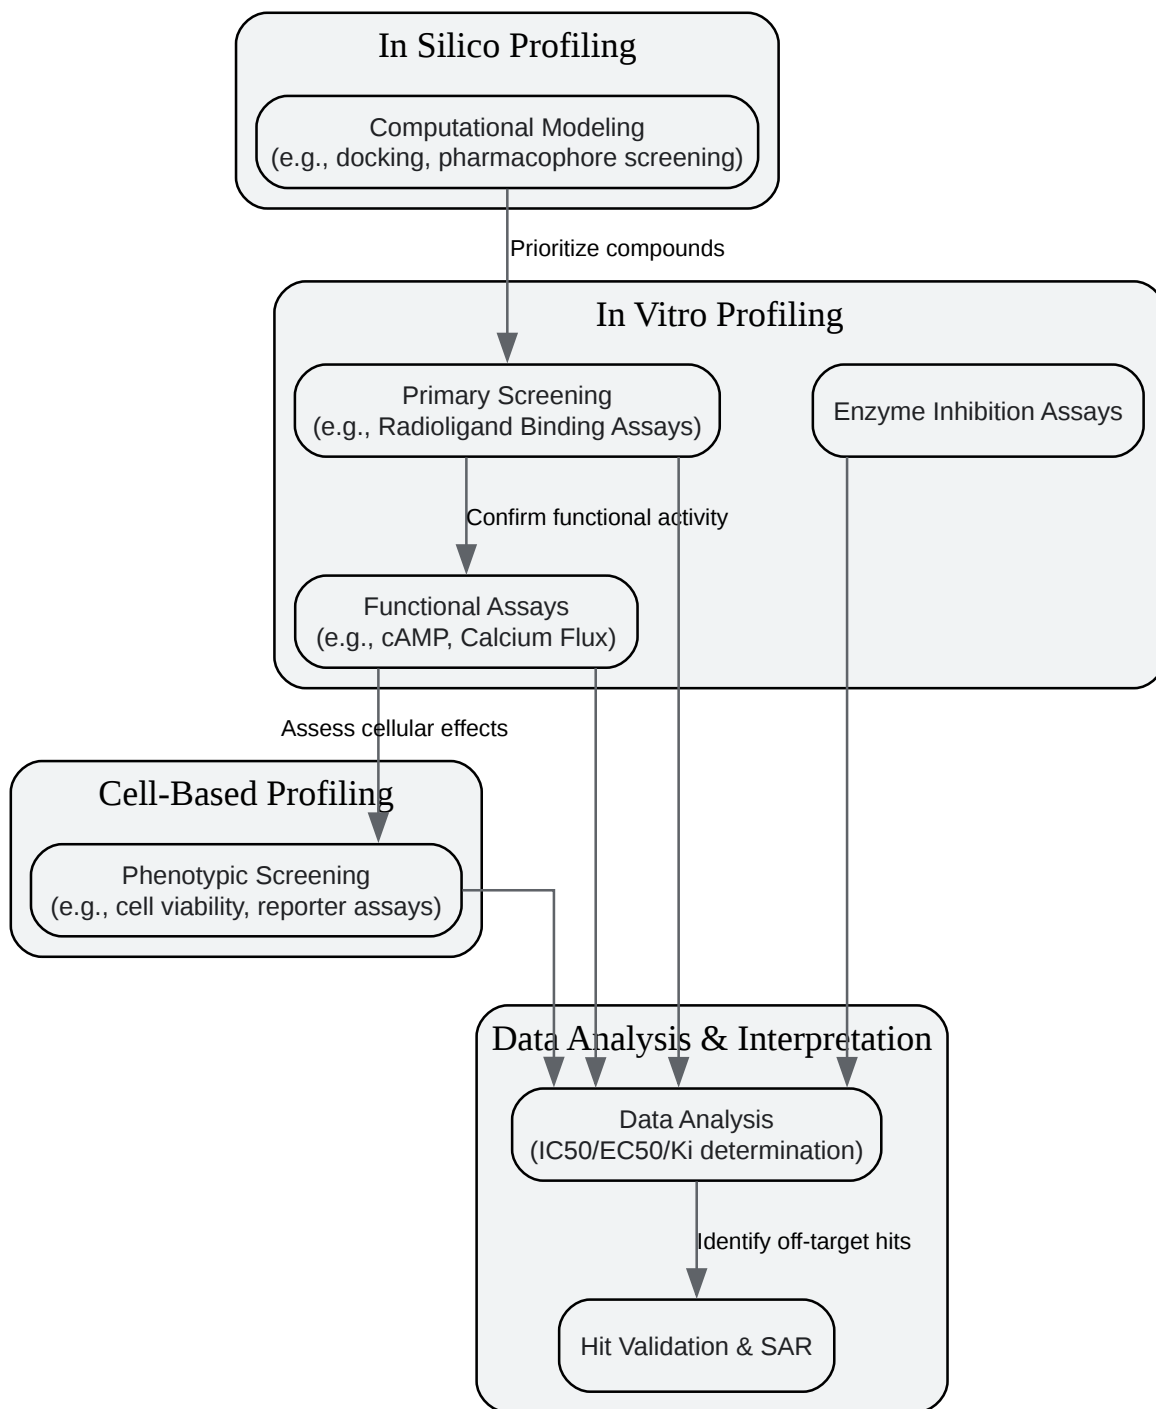 In Silico Profiling
Computational Modeling
(e.g., docking, pharmacophore screening)
Prioritize compounds
In Vitro Profiling
Primary Screening
(e.g., Radioligand Binding Assays)
Enzyme Inhibition Assays
Confirm functional activity
Functional Assays
(e.g., cAMP, Calcium Flux)
Assess cellular effects
Cell-Based Profiling
Phenotypic Screening
(e.g., cell viability, reporter assays)
Data Analysis & Interpretation
Data Analysis
(IC50/EC50/Ki determination)
Identify off-target hits
Hit Validation & SAR